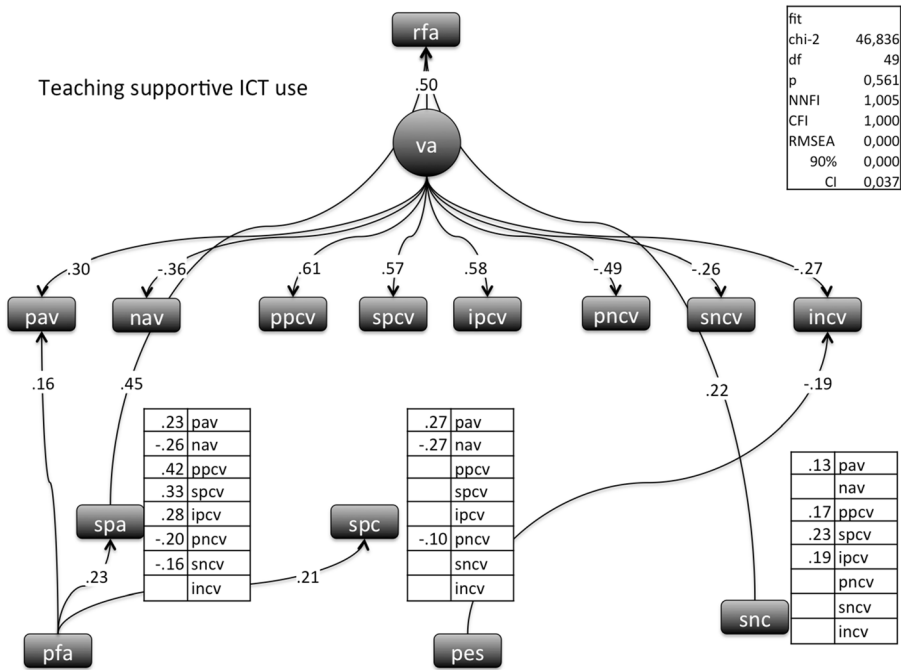 rfa
fit
chi-2 46,836
df 49
p 0,561
NNFI 1,005
CFI 1,000
RMSEA 0,000
90% 0,000
CI 0,037
Teaching supportive ICT use
.50
va
.30 -.36 .61 .57 .58 -.49 -.26 -.27
pav nav ppcv spcv ipcv pncv sncv incv
.16 .45 .22 -.19
.23 pav
-.26 nav
.42 ppcv
.33 spcv
.28 ipcv
-.20 pncv
-.16 sncv
incv
.27 pav
-.27 nav
ppcv
spcv
ipcv
-.10 pncv
sncv
incv
.13 pav
nav
.17 ppcv
.23 spcv
.19 ipcv
pncv
sncv
incv
spa spc
.23 .21
snc
pfa pes